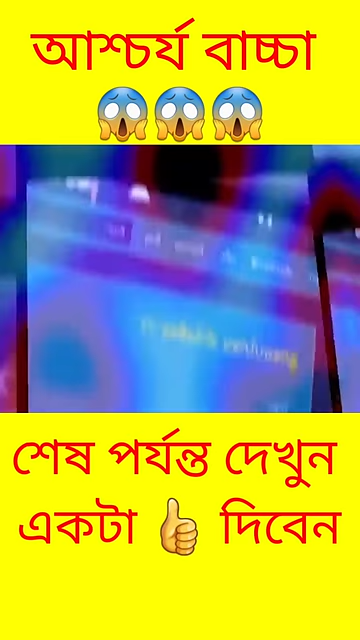 আশ্চর্য বাচ্চা
😱😱😱
শেষ পর্যন্ত দেখুন
একটা 👍 দিবেন